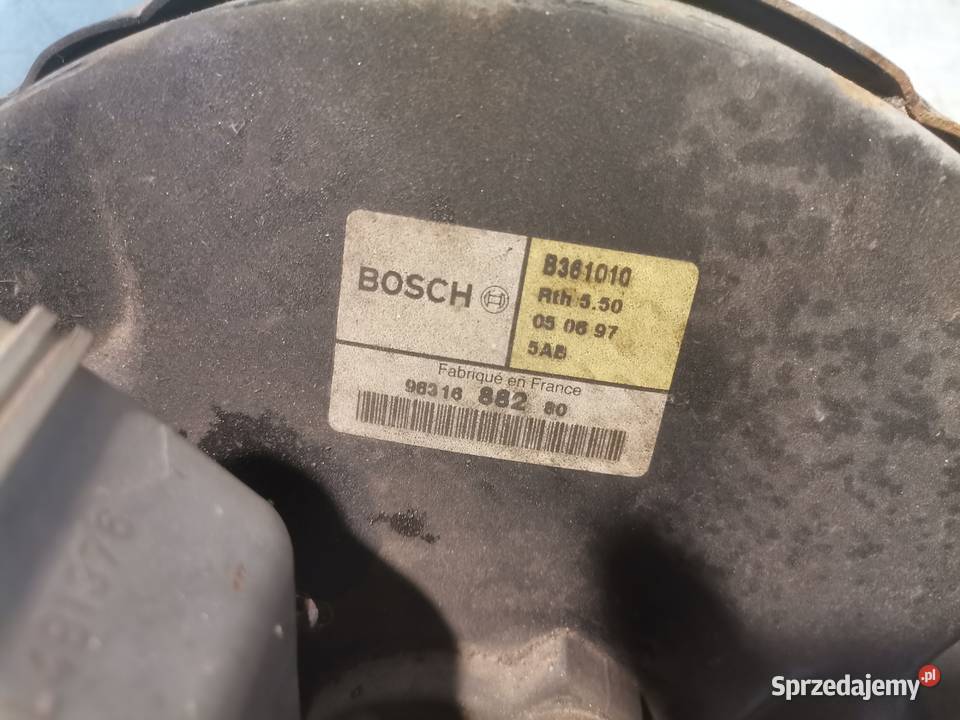 BOSCH
B361010
Rth 5.50
05 06 97
5AB
Fabriqué en France
96316 882 80
Sprzedajemy.pl